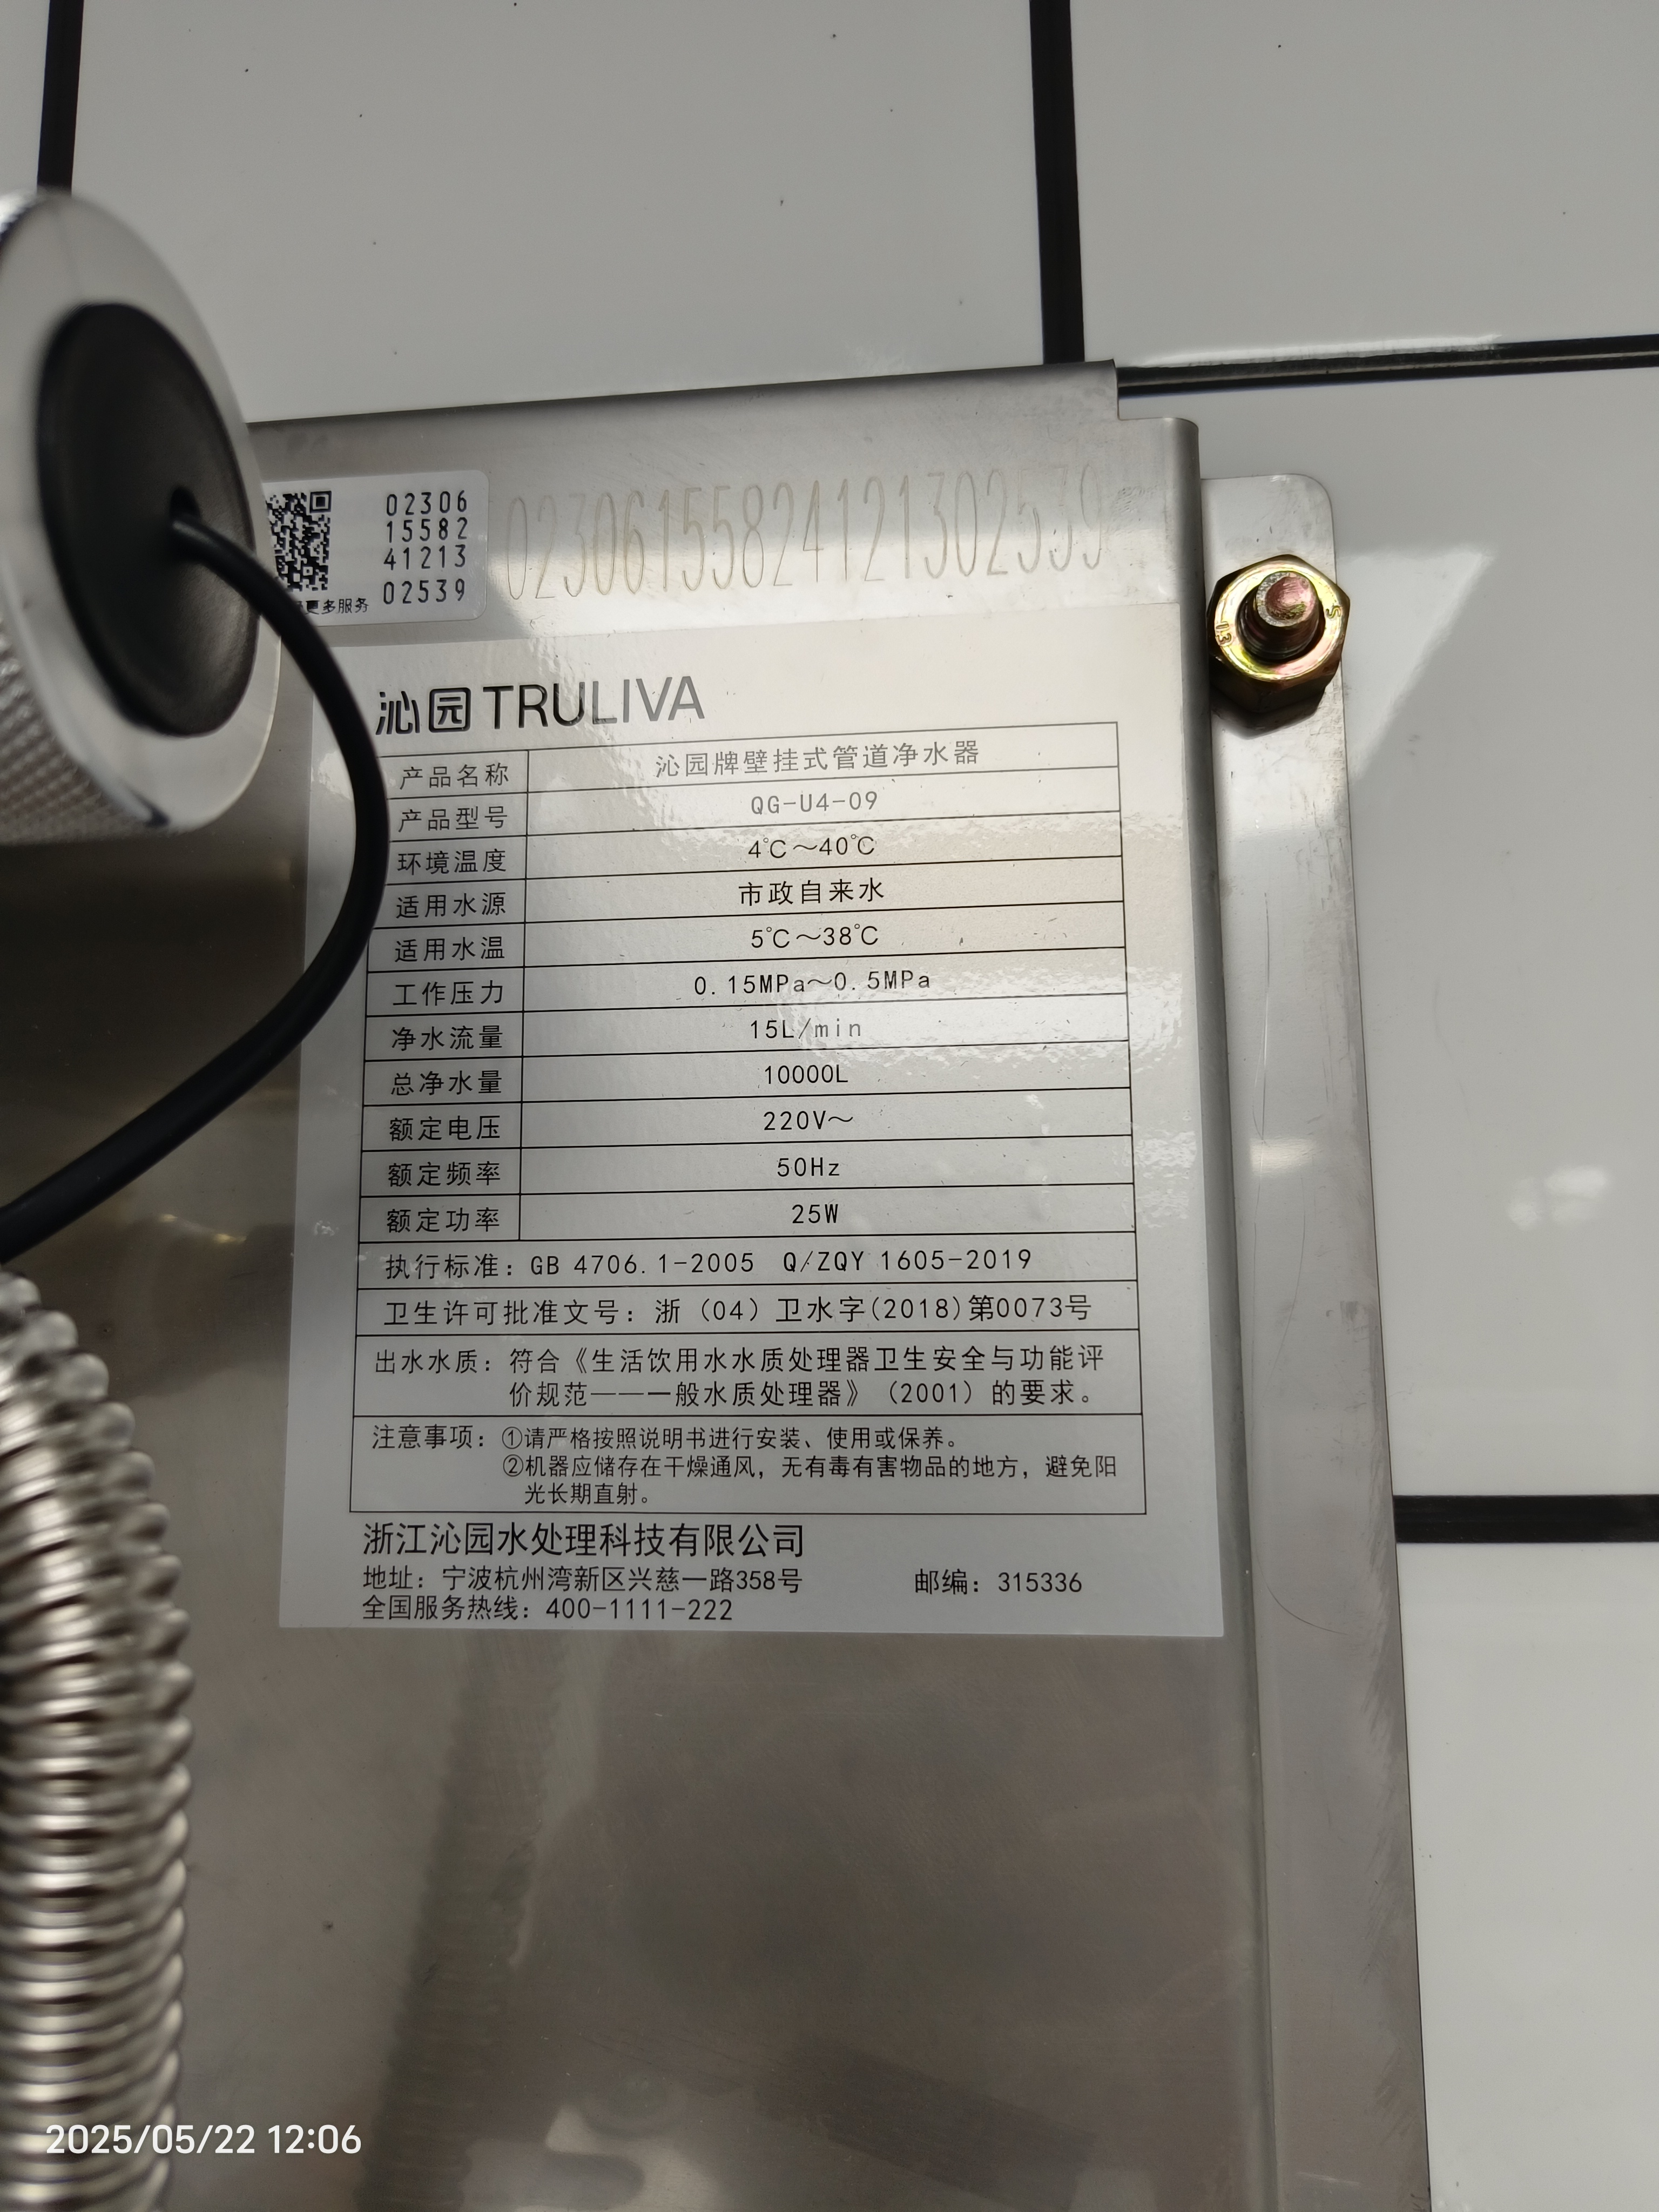 02306
15582
41213
02539
更多服务
02306155824121302539
沁园 TRULIVA
产品名称 沁园牌壁挂式管道净水器
产品型号 QG-U4-09
环境温度 4℃～40℃
适用水源 市政自来水
适用水温 5℃～38℃
工作压力 0.15MPa～0.5MPa
净水流量 15L/min
总净水量 10000L
额定电压 220V～
额定频率 50Hz
额定功率 25W
执行标准：GB 4706.1-2005 Q/ZQY 1605-2019
卫生许可批准文号：浙（04）卫水字(2018)第0073号
出水水质：符合《生活饮用水水质处理器卫生安全与功能评
价规范——一般水质处理器》（2001）的要求。
注意事项：①请严格按照说明书进行安装、使用或保养。
②机器应储存在干燥通风，无有毒有害物品的地方，避免阳
光长期直射。
浙江沁园水处理科技有限公司
地址：宁波杭州湾新区兴慈一路358号 邮编：315336
全国服务热线：400-1111-222
2025/05/22 12:06